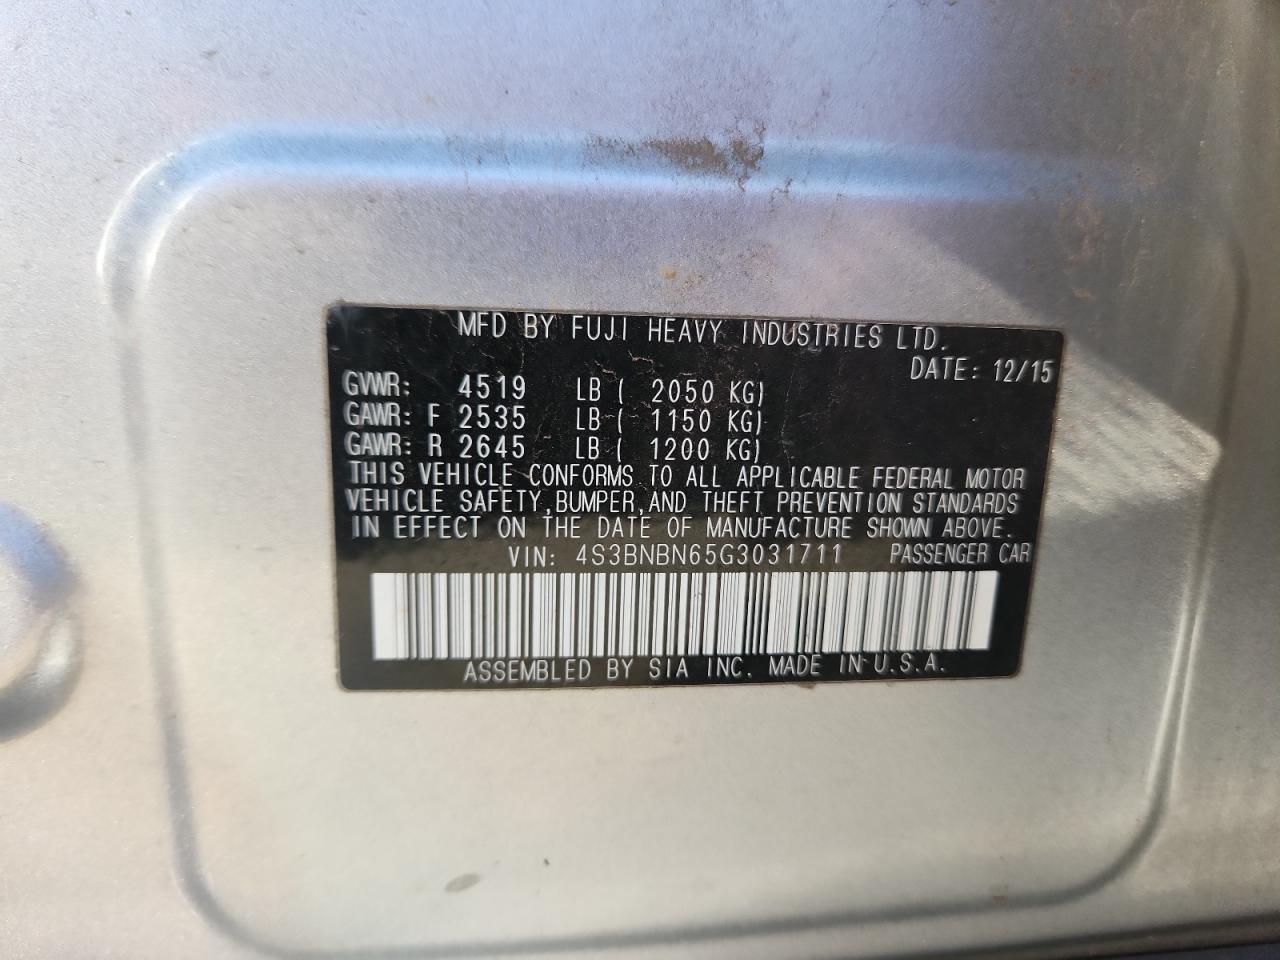 MFD BY FUJI HEAVY INDUSTRIES LTD.
DATE: 12/15
GVWR: 4519 LB ( 2050 KG)
GAWR: F 2535 LB ( 1150 KG)
GAWR: R 2645 LB ( 1200 KG)
THIS VEHICLE CONFORMS TO ALL APPLICABLE FEDERAL MOTOR
VEHICLE SAFETY, BUMPER, AND THEFT PREVENTION STANDARDS
IN EFFECT ON THE DATE OF MANUFACTURE SHOWN ABOVE.
VIN: 4S3BNBN65G3031711 PASSENGER CAR
ASSEMBLED BY SIA INC. MADE IN U.S.A.